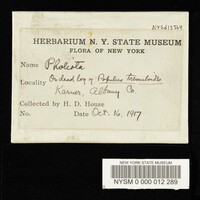 NYSf3789
HERBARIUM N. Y. STATE MUSEUM
FLORA OF NEW YORK
Name Pholiota
Locality On dead log of Populus tremuloides
Karner, Albany Co.
Collected by H. D. House
No. Date Oct. 16, 1917
NEW YORK STATE MUSEUM
NYSM 0 000 012 289